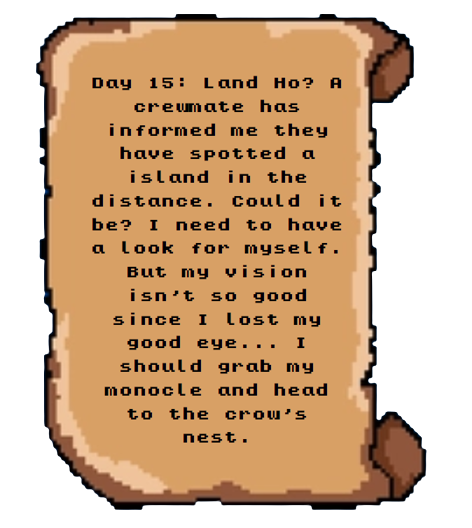 Day 15: Land Ho? A
crewmate has
informed me they
have spotted a
island in the
distance. Could it
be? I need to have
a look for myself.
But my vision
isn't so good
since I lost my
good eye... I
should grab my
monocle and head
to the crow's
nest.